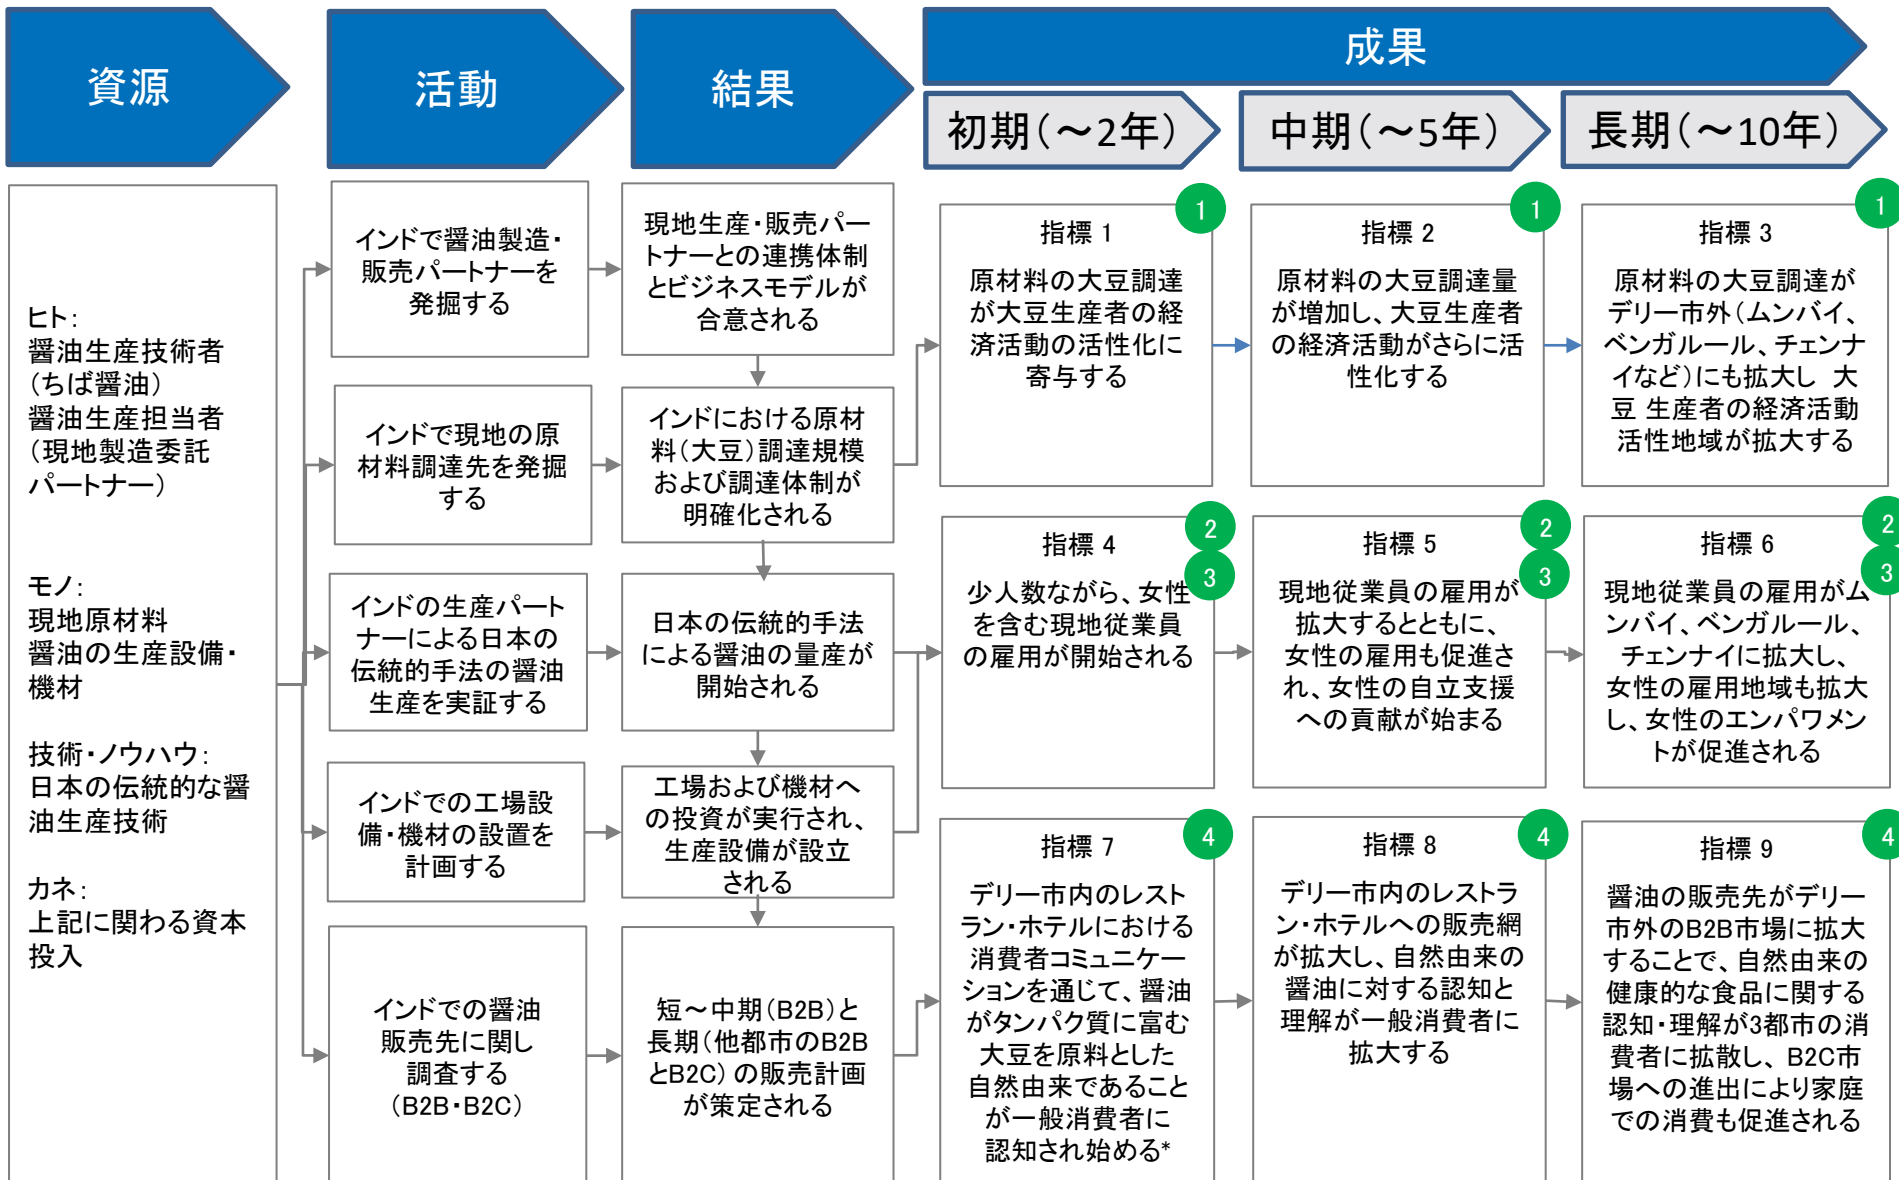 資源
活動
結果
成果
初期(～2年)
中期(～5年)
長期(～10年)
ヒト:
醤油生産技術者
(ちば醤油)
醤油生産担当者
(現地製造委託
パートナー)
モノ:
現地原材料
醤油の生産設備・
機材
技術・ノウハウ:
日本の伝統的な醤
油生産技術
カネ:
上記に関わる資本
投入
インドで醤油製造・
販売パートナーを
発掘する
インドで現地の原
材料調達先を発掘
する
インドの生産パート
ナーによる日本の
伝統的手法の醤油
生産を実証する
インドでの工場設
備・機材の設置を
計画する
インドでの醤油
販売先に関し
調査する
(B2B・B2C)
現地生産・販売パー
トナーとの連携体制
とビジネスモデルが
合意される
インドにおける原材
料(大豆)調達規模
および調達体制が
明確化される
日本の伝統的手法
による醤油の量産が
開始される
工場および機材へ
の投資が実行され、
生産設備が設立
される
短～中期(B2B)と
長期(他都市のB2B
とB2C)の販売計画
が策定される
1
指標 1
原材料の大豆調達
が大豆生産者の経
済活動の活性化に
寄与する
1
指標 2
原材料の大豆調達量
が増加し、大豆生産者
の経済活動がさらに活
性化する
1
指標 3
原材料の大豆調達が
デリー市外(ムンバイ、
ベンガルール、チェンナ
イなど)にも拡大し 大
豆 生産者の経済活動
活性地域が拡大する
2
3
指標 4
少人数ながら、女性
を含む現地従業員
の雇用が開始される
2
3
指標 5
現地従業員の雇用が
拡大するとともに、
女性の雇用も促進さ
れ、女性の自立支援
への貢献が始まる
2
3
指標 6
現地従業員の雇用がム
ンバイ、ベンガルール、
チェンナイに拡大し、
女性の雇用地域も拡大
し、女性のエンパワメン
トが促進される
4
指標 7
デリー市内のレスト
ラン・ホテルにおける
消費者コミュニケー
ションを通じて、醤油
がタンパク質に富む
大豆を原料とした
自然由来であること
が一般消費者に
認知され始める*
4
指標 8
デリー市内のレストラ
ン・ホテルへの販売網
が拡大し、自然由来の
醤油に対する認知と
理解が一般消費者に
拡大する
4
指標 9
醤油の販売先がデリー
市外のB2B市場に拡大
することで、自然由来の
健康的な食品に関する
認知・理解が3都市の消
費者に拡散し、B2C市
場への進出により家庭
での消費も促進される